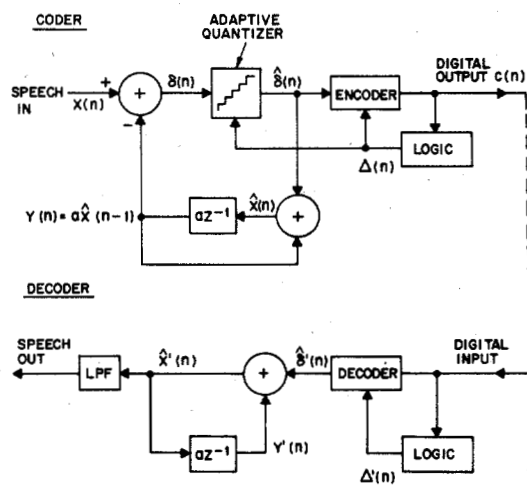 CODER
ADAPTIVE
QUANTIZER
SPEECH
IN
X(n)
+
−
+
δ(n)
δ̂(n)
ENCODER
DIGITAL
OUTPUT c(n)
LOGIC
Δ(n)
Y(n) = a X̂ (n-1)
aZ⁻¹
X̂(n)
+
DECODER
SPEECH
OUT
LPF
X̂'(n)
+
δ̂'(n)
DECODER
DIGITAL
INPUT
aZ⁻¹
Y'(n)
LOGIC
Δ'(n)